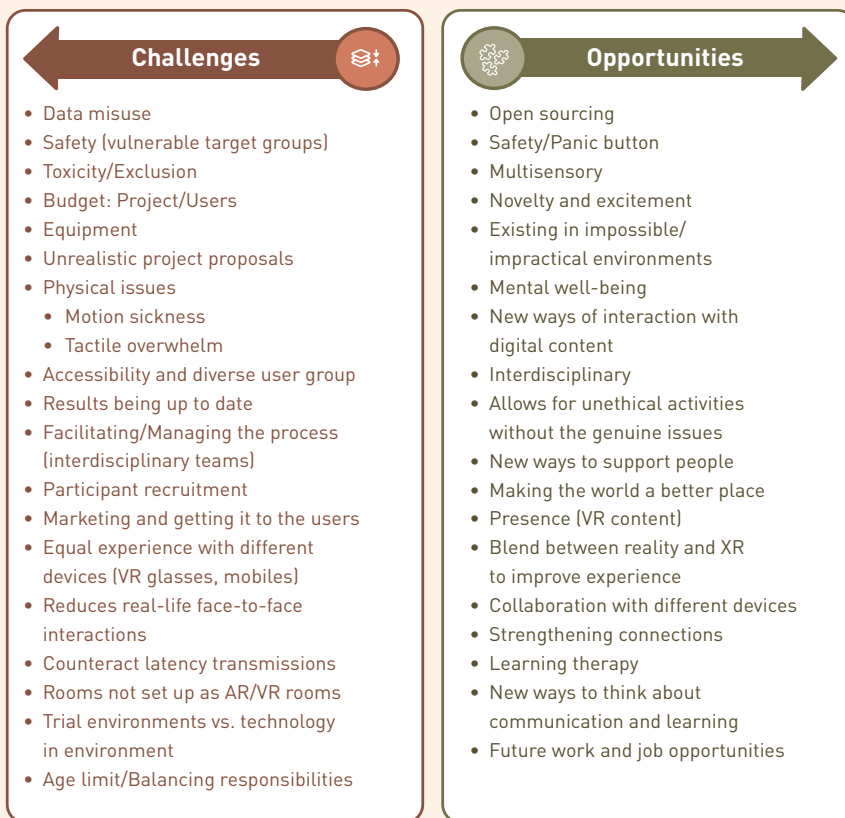 Challenges
• Data misuse
• Safety (vulnerable target groups)
• Toxicity/Exclusion
• Budget: Project/Users
• Equipment
• Unrealistic project proposals
• Physical issues
• Motion sickness
• Tactile overwhelm
• Accessibility and diverse user group
• Results being up to date
• Facilitating/Managing the process
(interdisciplinary teams)
• Participant recruitment
• Marketing and getting it to the users
• Equal experience with different
devices (VR glasses, mobiles)
• Reduces real-life face-to-face
interactions
• Counteract latency transmissions
• Rooms not set up as AR/VR rooms
• Trial environments vs. technology
in environment
• Age limit/Balancing responsibilities
Opportunities
• Open sourcing
• Safety/Panic button
• Multisensory
• Novelty and excitement
• Existing in impossible/
impractical environments
• Mental well-being
• New ways of interaction with
digital content
• Interdisciplinary
• Allows for unethical activities
without the genuine issues
• New ways to support people
• Making the world a better place
• Presence (VR content)
• Blend between reality and XR
to improve experience
• Collaboration with different devices
• Strengthening connections
• Learning therapy
• New ways to think about
communication and learning
• Future work and job opportunities